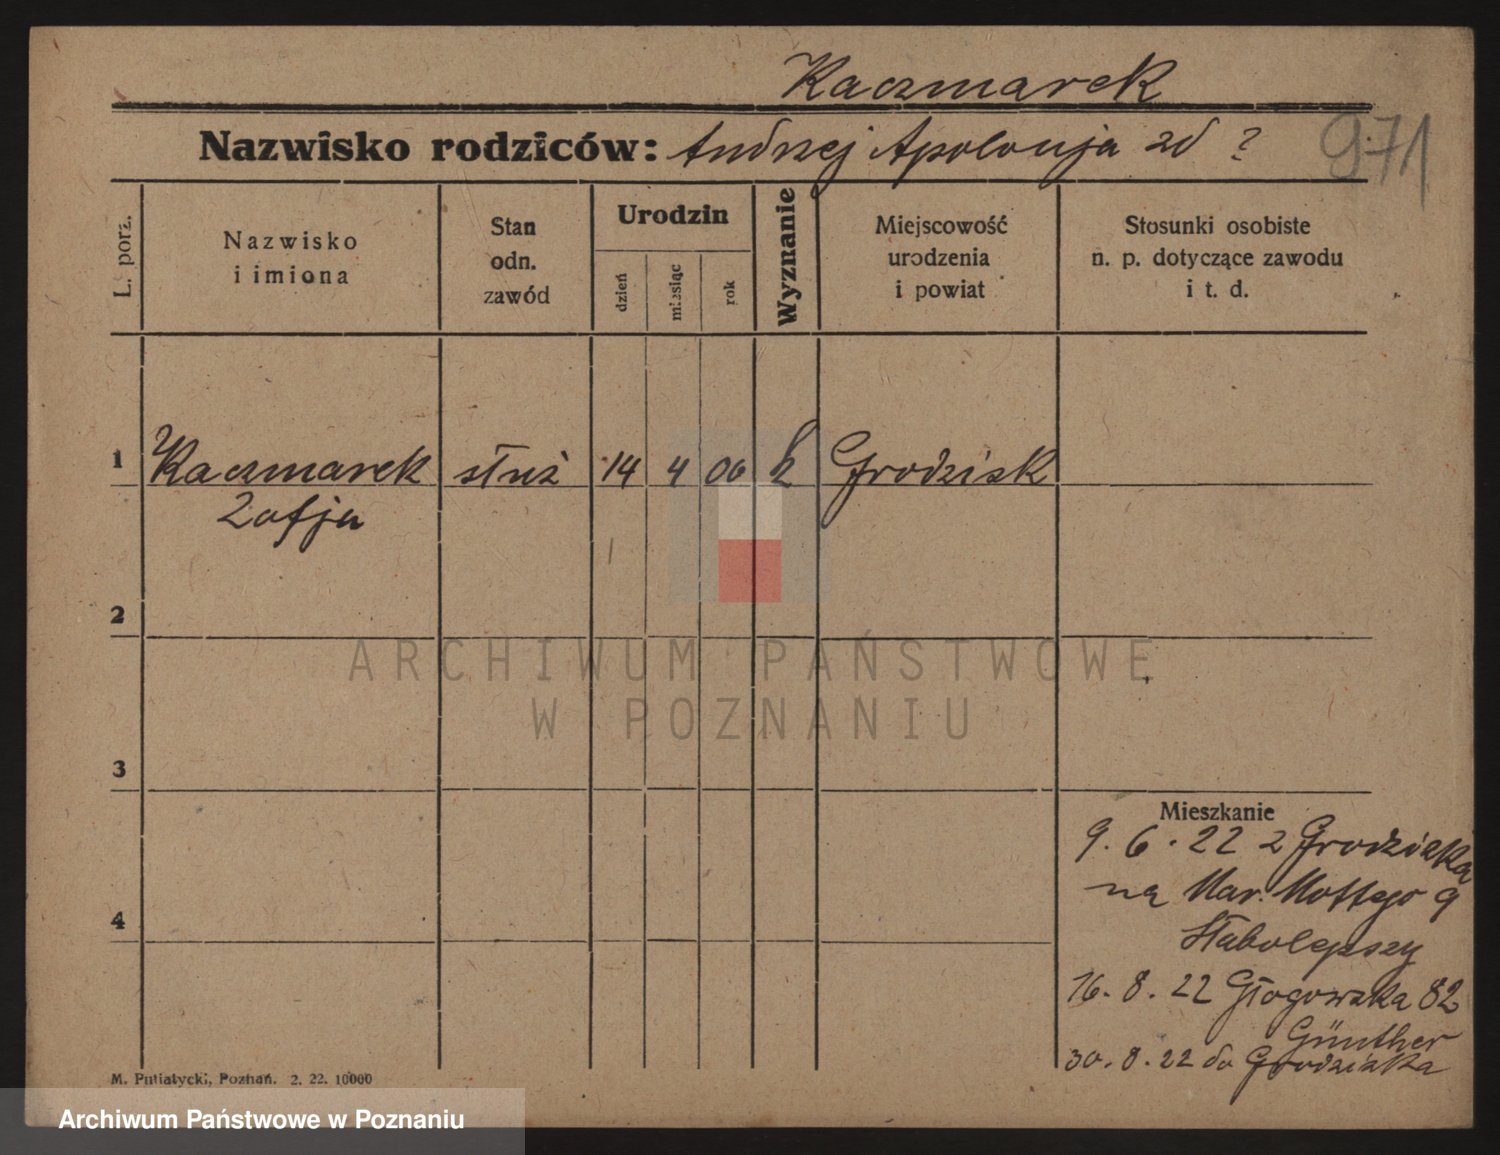 Kaczmarek
Nazwisko rodziców: Andrzej Apolonja zd ?
971
L. porz.
Nazwisko i imiona
Stan odn. zawód
Urodzin
dzień
miesiąc
rok
Wyznanie
Miejscowość urodzenia i powiat
Stosunki osobiste n. p. dotyczące zawodu i t. d.
1 Kaczmarek służ 14 4 06 k Grodzisk
Zofja
2
ARCHIWUM PAŃSTWOWE
W POZNANIU
3
Mieszkanie
9. 6. 22 z Grodziska
na Mar. Mottego 9
4
Słabolepszy
16. 8. 22 Głogowska 82
Günther
30. 8. 22 do Grodziska
M. Putiatycki, Poznań. 2. 22. 10000
Archiwum Państwowe w Poznaniu